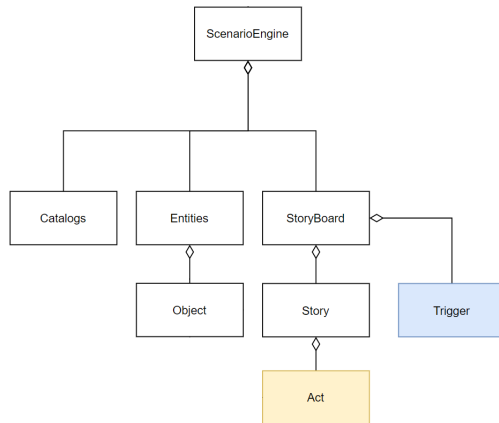 ScenarioEngine
Catalogs
Entities
StoryBoard
Object
Story
Trigger
Act